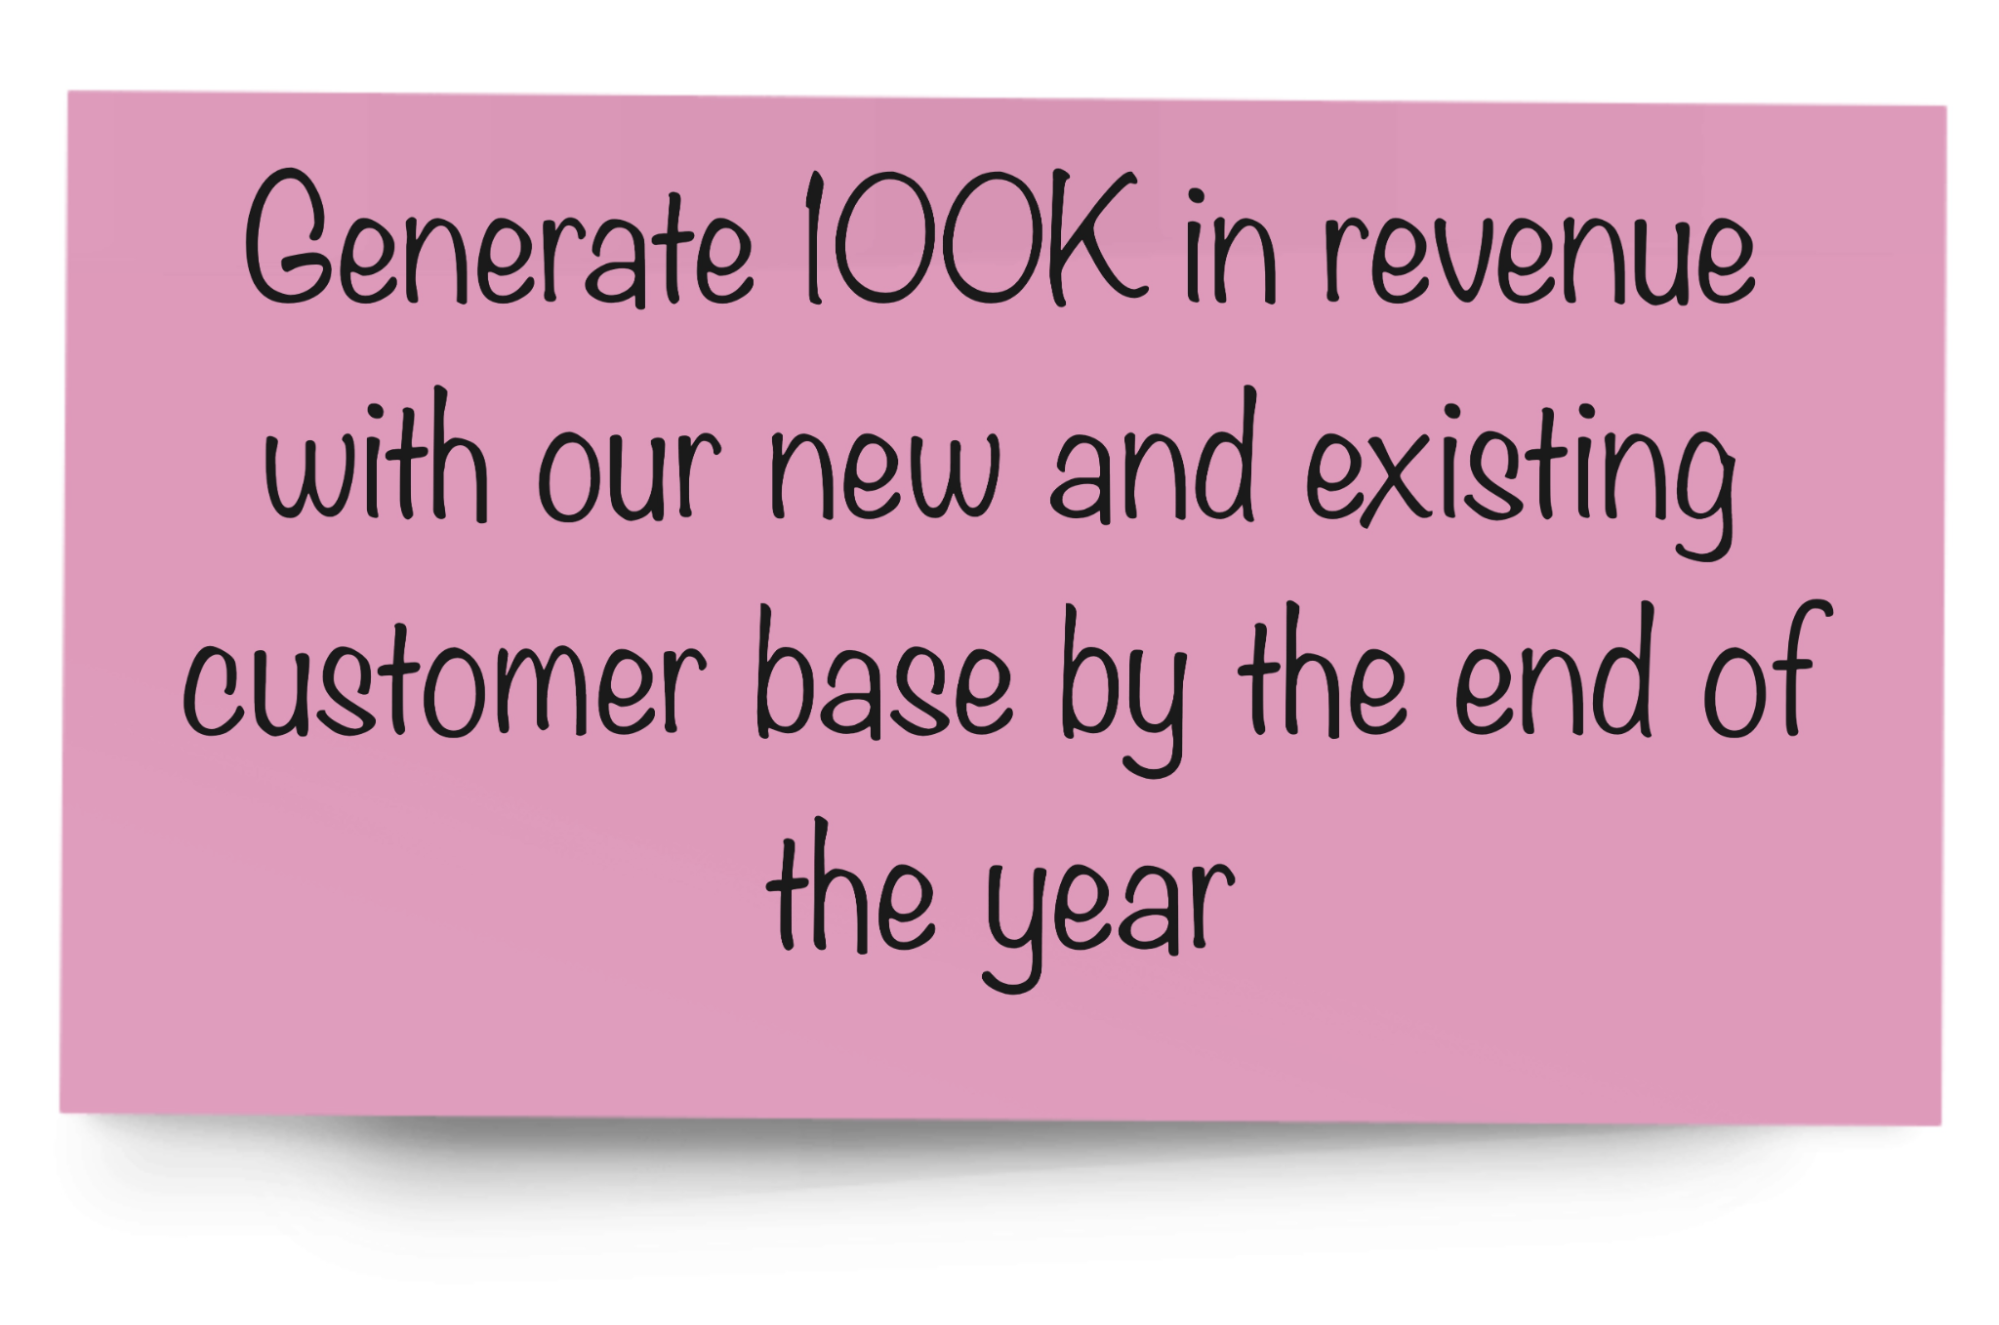 Generate 100K in revenue
with our new and existing
customer base by the end of
the year